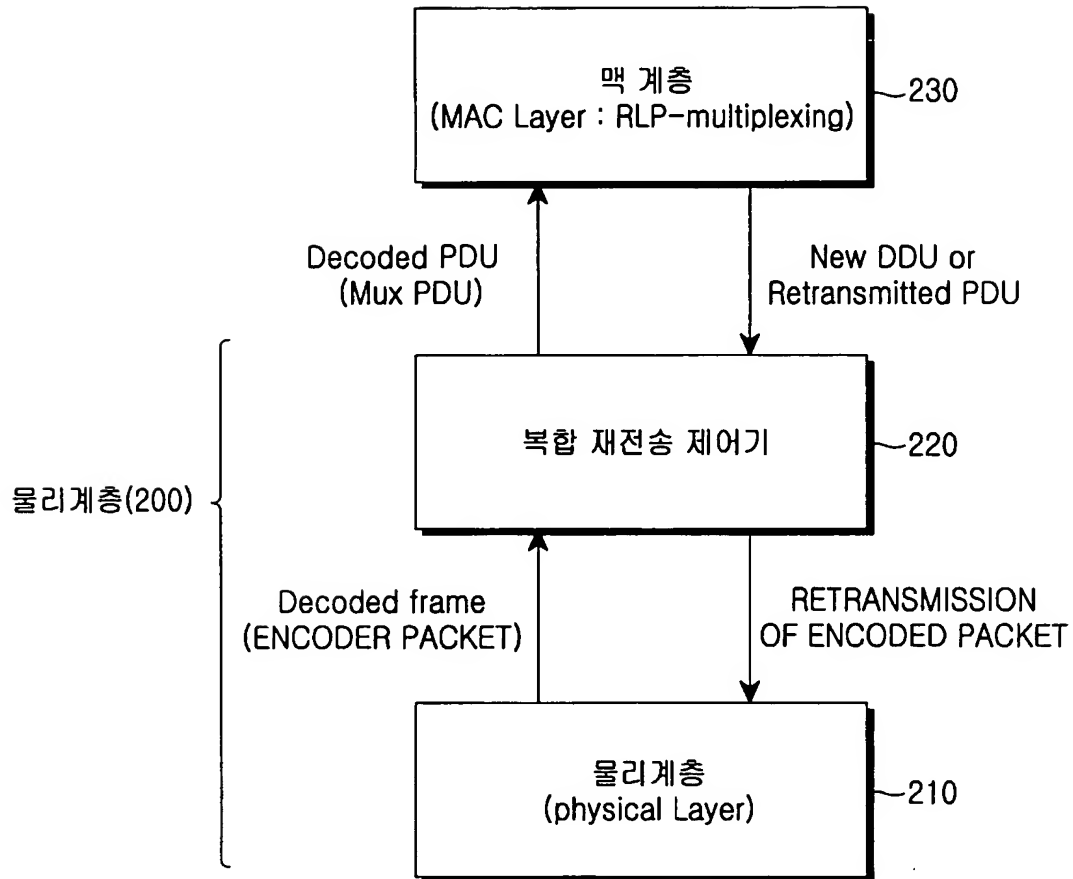 맥 계층
(MAC Layer : RLP-multiplexing)
230
Decoded PDU
(Mux PDU)
New DDU or
Retransmitted PDU
복합 재전송 제어기
220
물리계층(200)
Decoded frame
(ENCODER PACKET)
RETRANSMISSION
OF ENCODED PACKET
물리계층
(physical Layer)
210